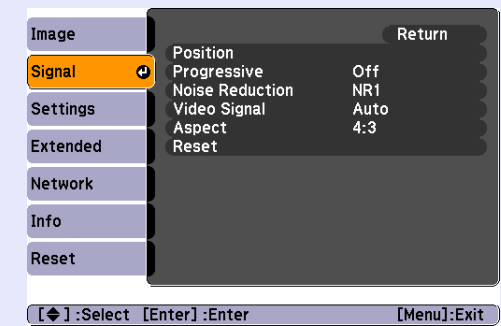 Image
Signal
Settings
Extended
Network
Info
Reset
Return
Position
Progressive Off
Noise Reduction NR1
Video Signal Auto
Aspect 4:3
Reset
[◆] :Select [Enter] :Enter [Menu]:Exit